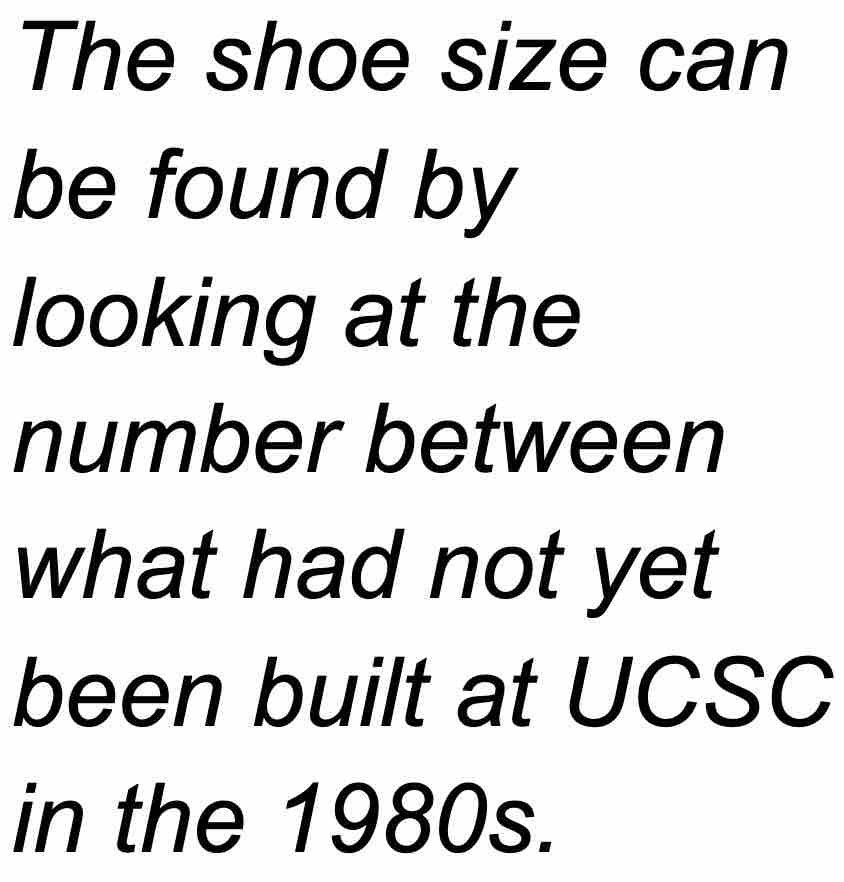 The shoe size can
be found by
looking at the
number between
what had not yet
been built at UCSC
in the 1980s.